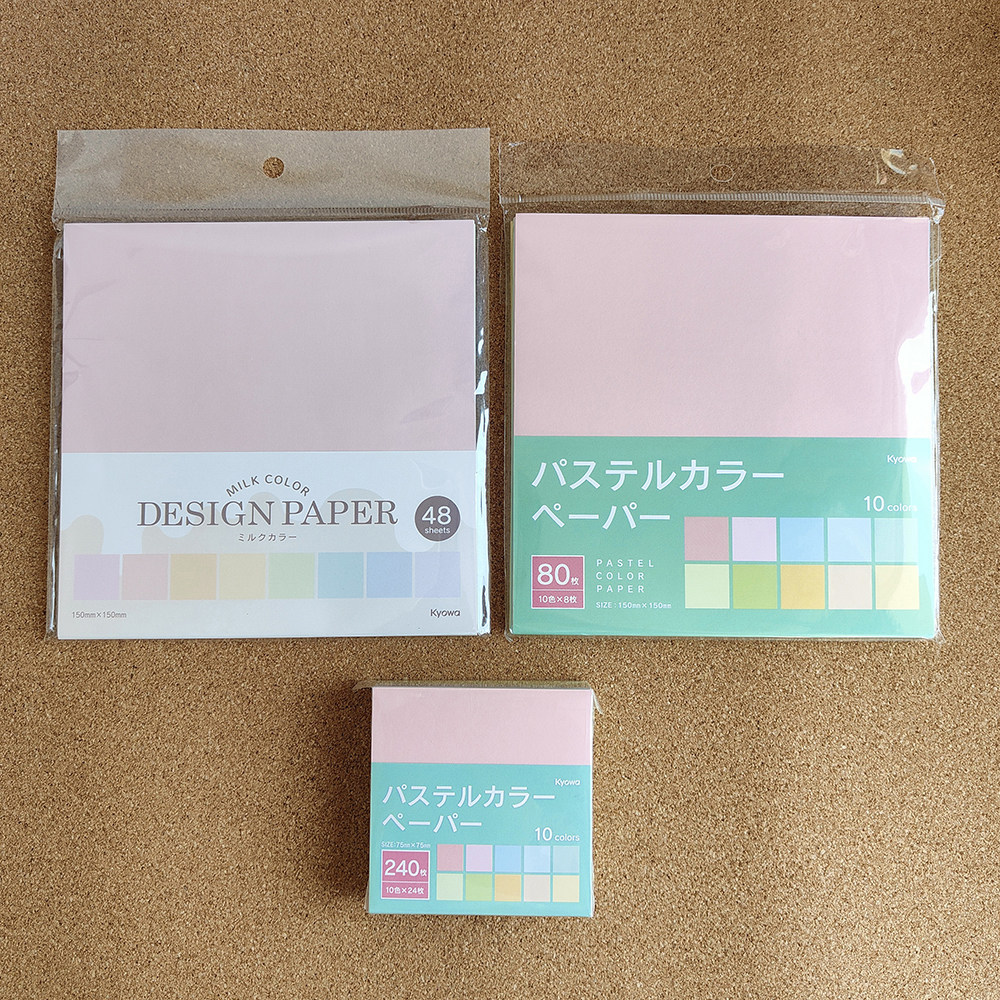 MILK COLOR
DESIGN PAPER
ミルクカラー
48
sheets
150mm×150mm
Kyowa
Kyowa
パステルカラー
ペーパー
10 colors
80枚
10色×8枚
PASTEL
COLOR
PAPER
SIZE:150mm×150mm
Kyowa
パステルカラー
ペーパー
10 colors
SIZE:75mm×75mm
240枚
10色×24枚